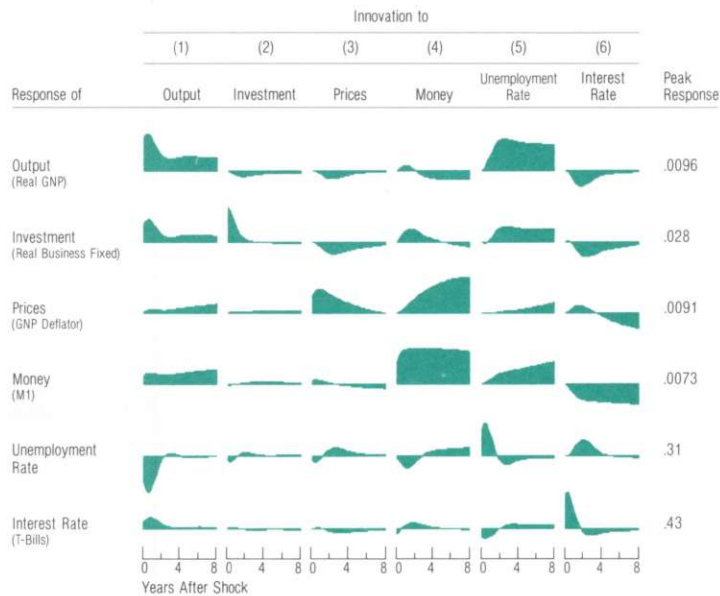 Innovation to
(1) (2) (3) (4) (5) (6)
Response of Output Investment Prices Money Unemployment Rate Interest Rate Peak Response
Output .0096
(Real GNP)
Investment .028
(Real Business Fixed)
Prices .0091
(GNP Deflator)
Money .0073
(M1)
Unemployment .31
Rate
Interest Rate .43
(T-Bills)
0 4 8 0 4 8 0 4 8 0 4 8 0 4 8 0 4 8
Years After Shock